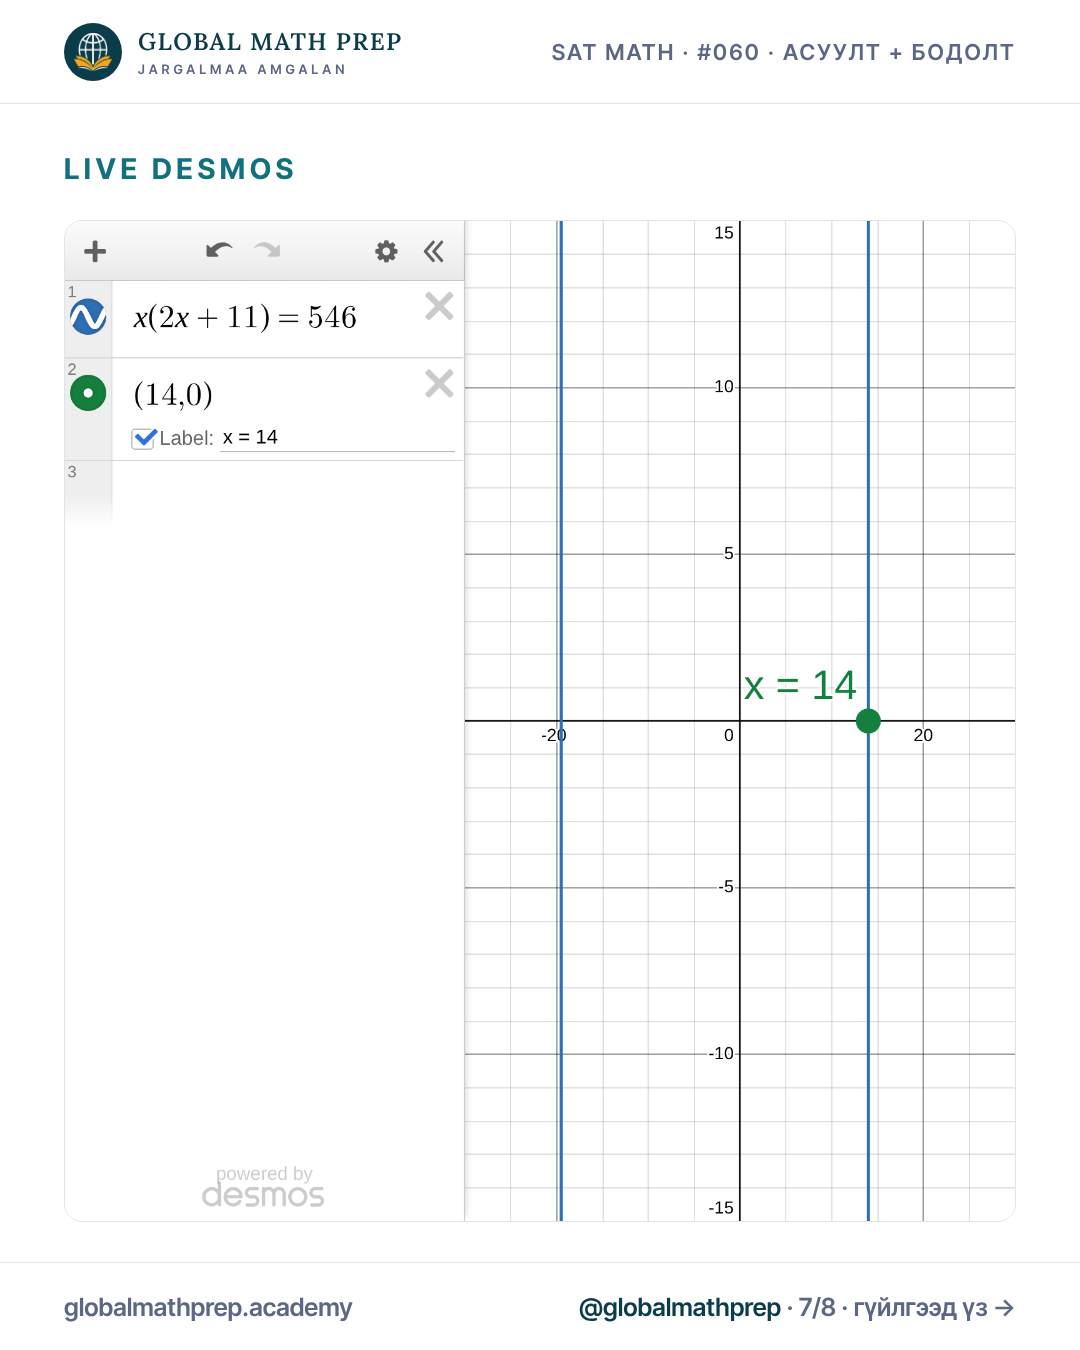 GLOBAL MATH PREP
JARGALMAA AMGALAN
SAT MATH · #060 · АСУУЛТ + БОДОЛТ
LIVE DESMOS
1
x(2x + 11) = 546
2
(14,0)
Label: x = 14
3
powered by
desmos
15
10
5
x = 14
-20
0
20
-5
-10
-15
globalmathprep.academy
@globalmathprep · 7/8 · гүйлгээд үз →